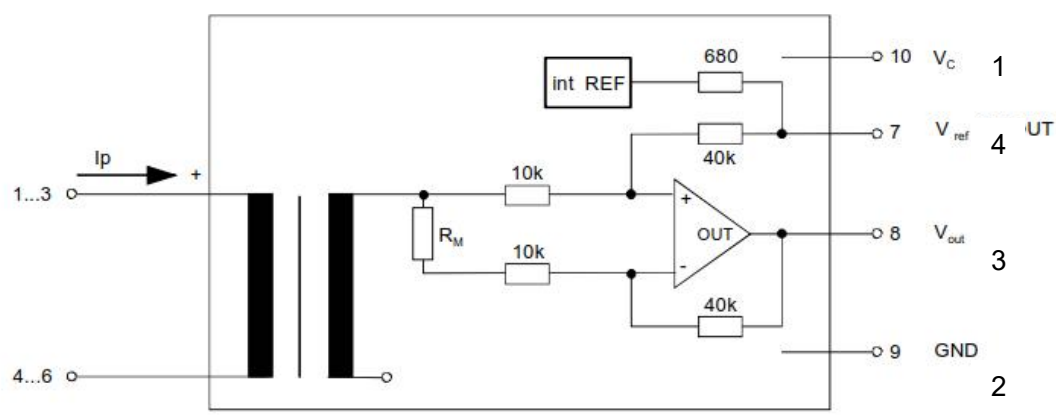 680
10 V_C 1
int REF
7 V_ref UT
4
40k
Ip
+
10k
1...3
+
R_M
OUT
8 V_out
3
10k
-
40k
9 GND
4...6
2